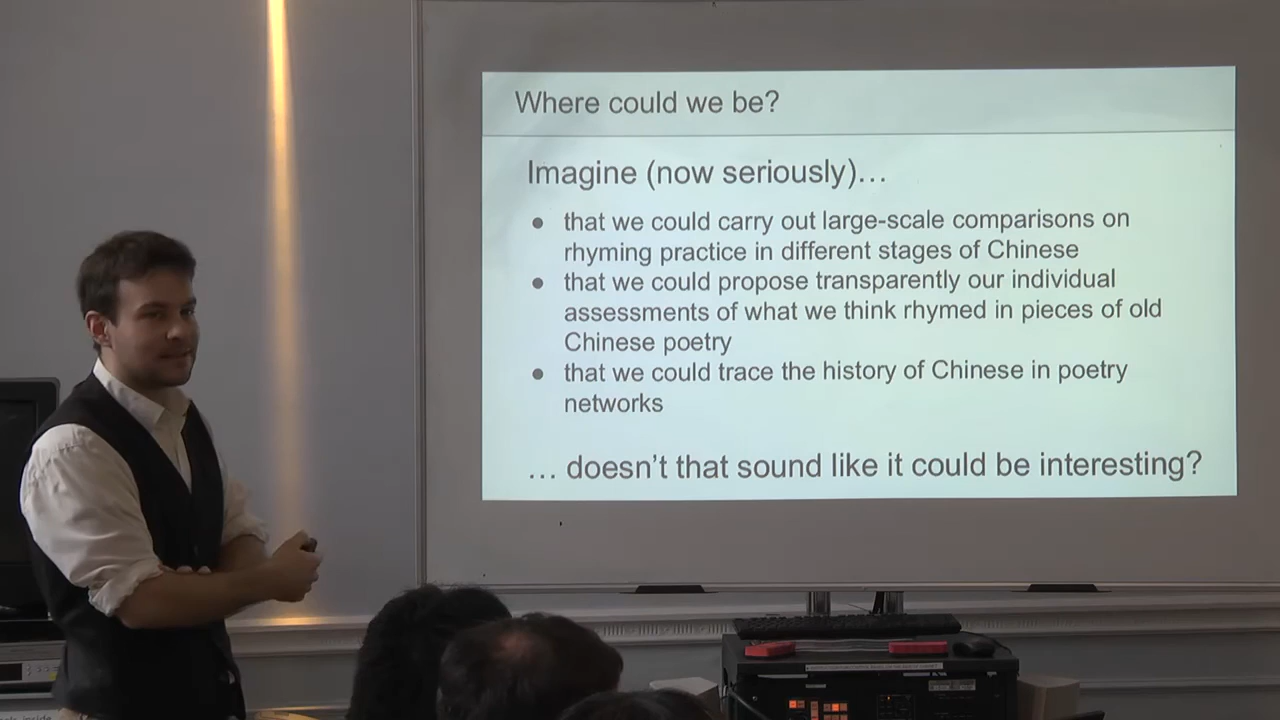 Where could we be?
Imagine (now seriously)…
● that we could carry out large-scale comparisons on
rhyming practice in different stages of Chinese
● that we could propose transparently our individual
assessments of what we think rhymed in pieces of old
Chinese poetry
● that we could trace the history of Chinese in poetry
networks
… doesn't that sound like it could be interesting?